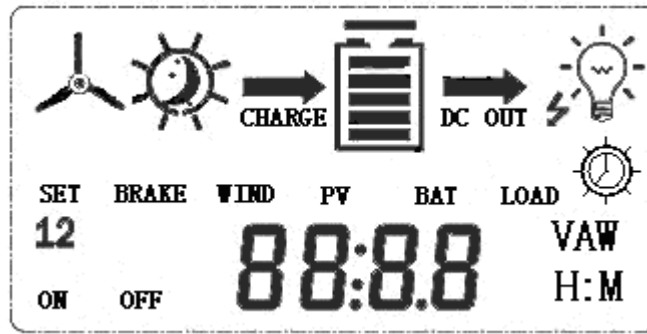 CHARGE DC OUT
SET BRAKE WIND PV BAT LOAD
12 88:8.8 VAW
H:M
ON OFF